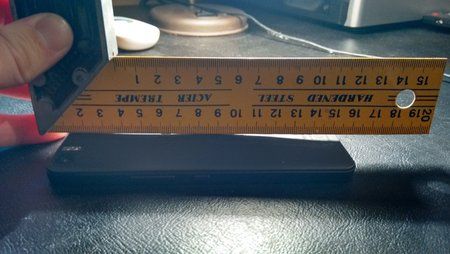 20 19 18 17 16 15 14 13 12 11 10 9 8 7 6 5 4 3 2
HARDENED STEEL ACIER TREMPE
15 14 13 12 11 10 9 8 7 6 5 4 3 2 1